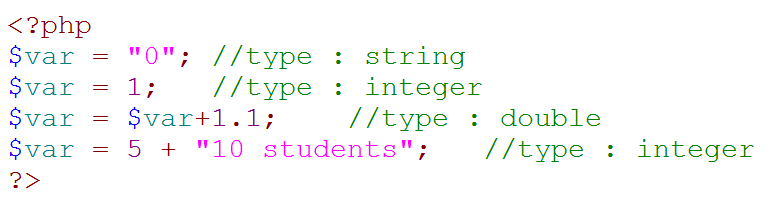 <?php
$var = "0"; //type : string
$var = 1;   //type : integer
$var = $var+1.1;    //type : double
$var = 5 + "10 students";   //type : integer
?>